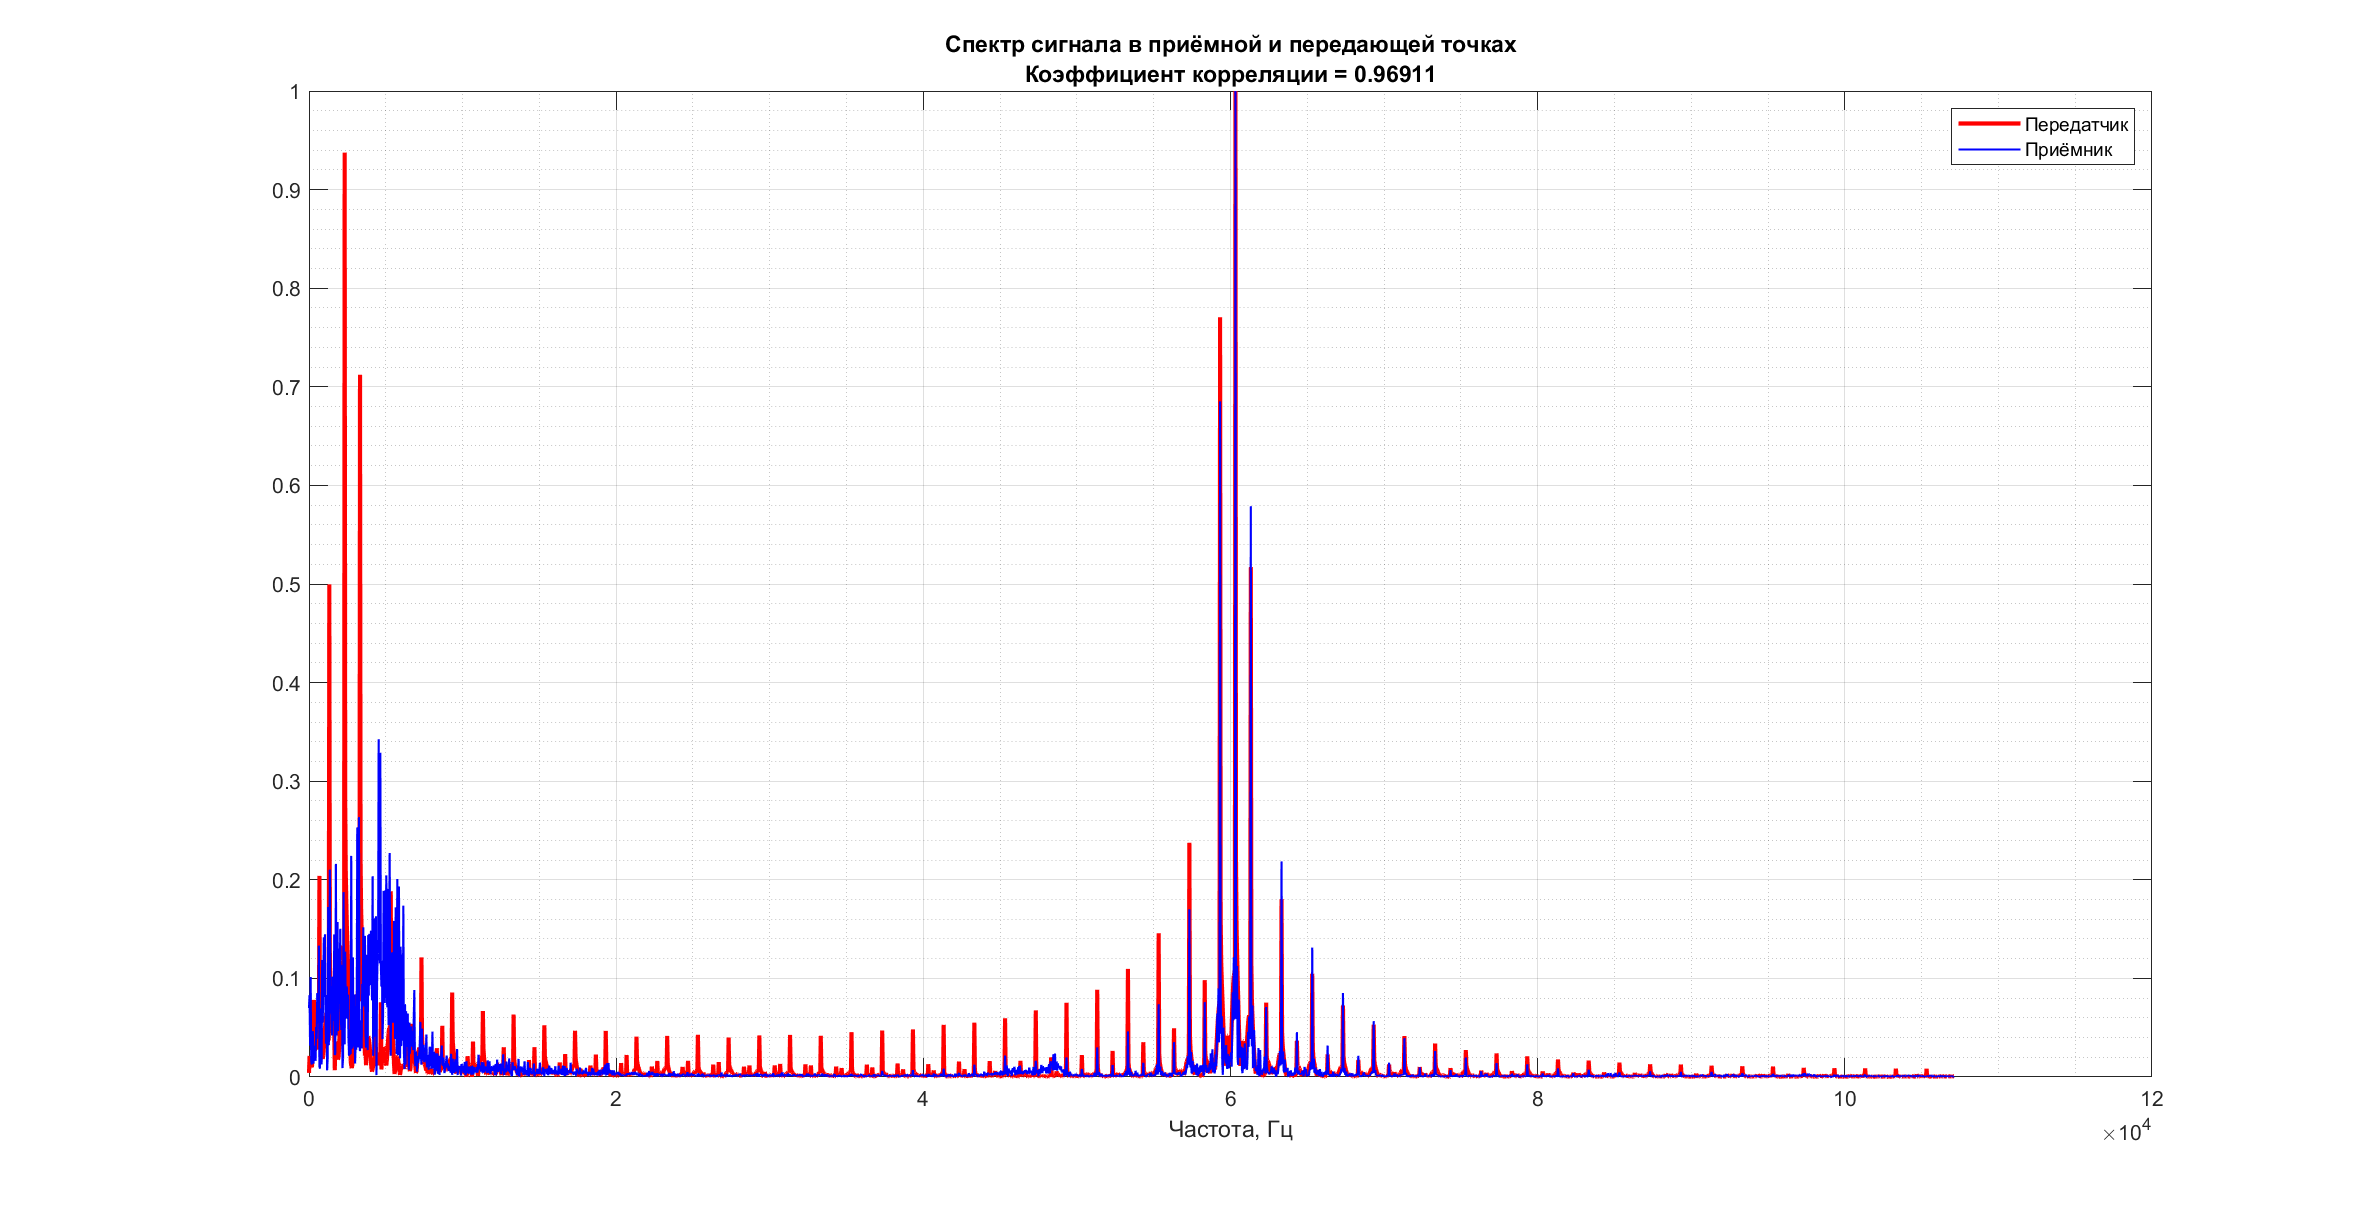 Спектр сигнала в приёмной и передающей точках
Коэффициент корреляции = 0.96911
1
0.9
0.8
0.7
0.6
0.5
0.4
0.3
0.2
0.1
0
Передатчик
Приёмник
0 2 4 6 8 10 12
×10^4
Частота, Гц